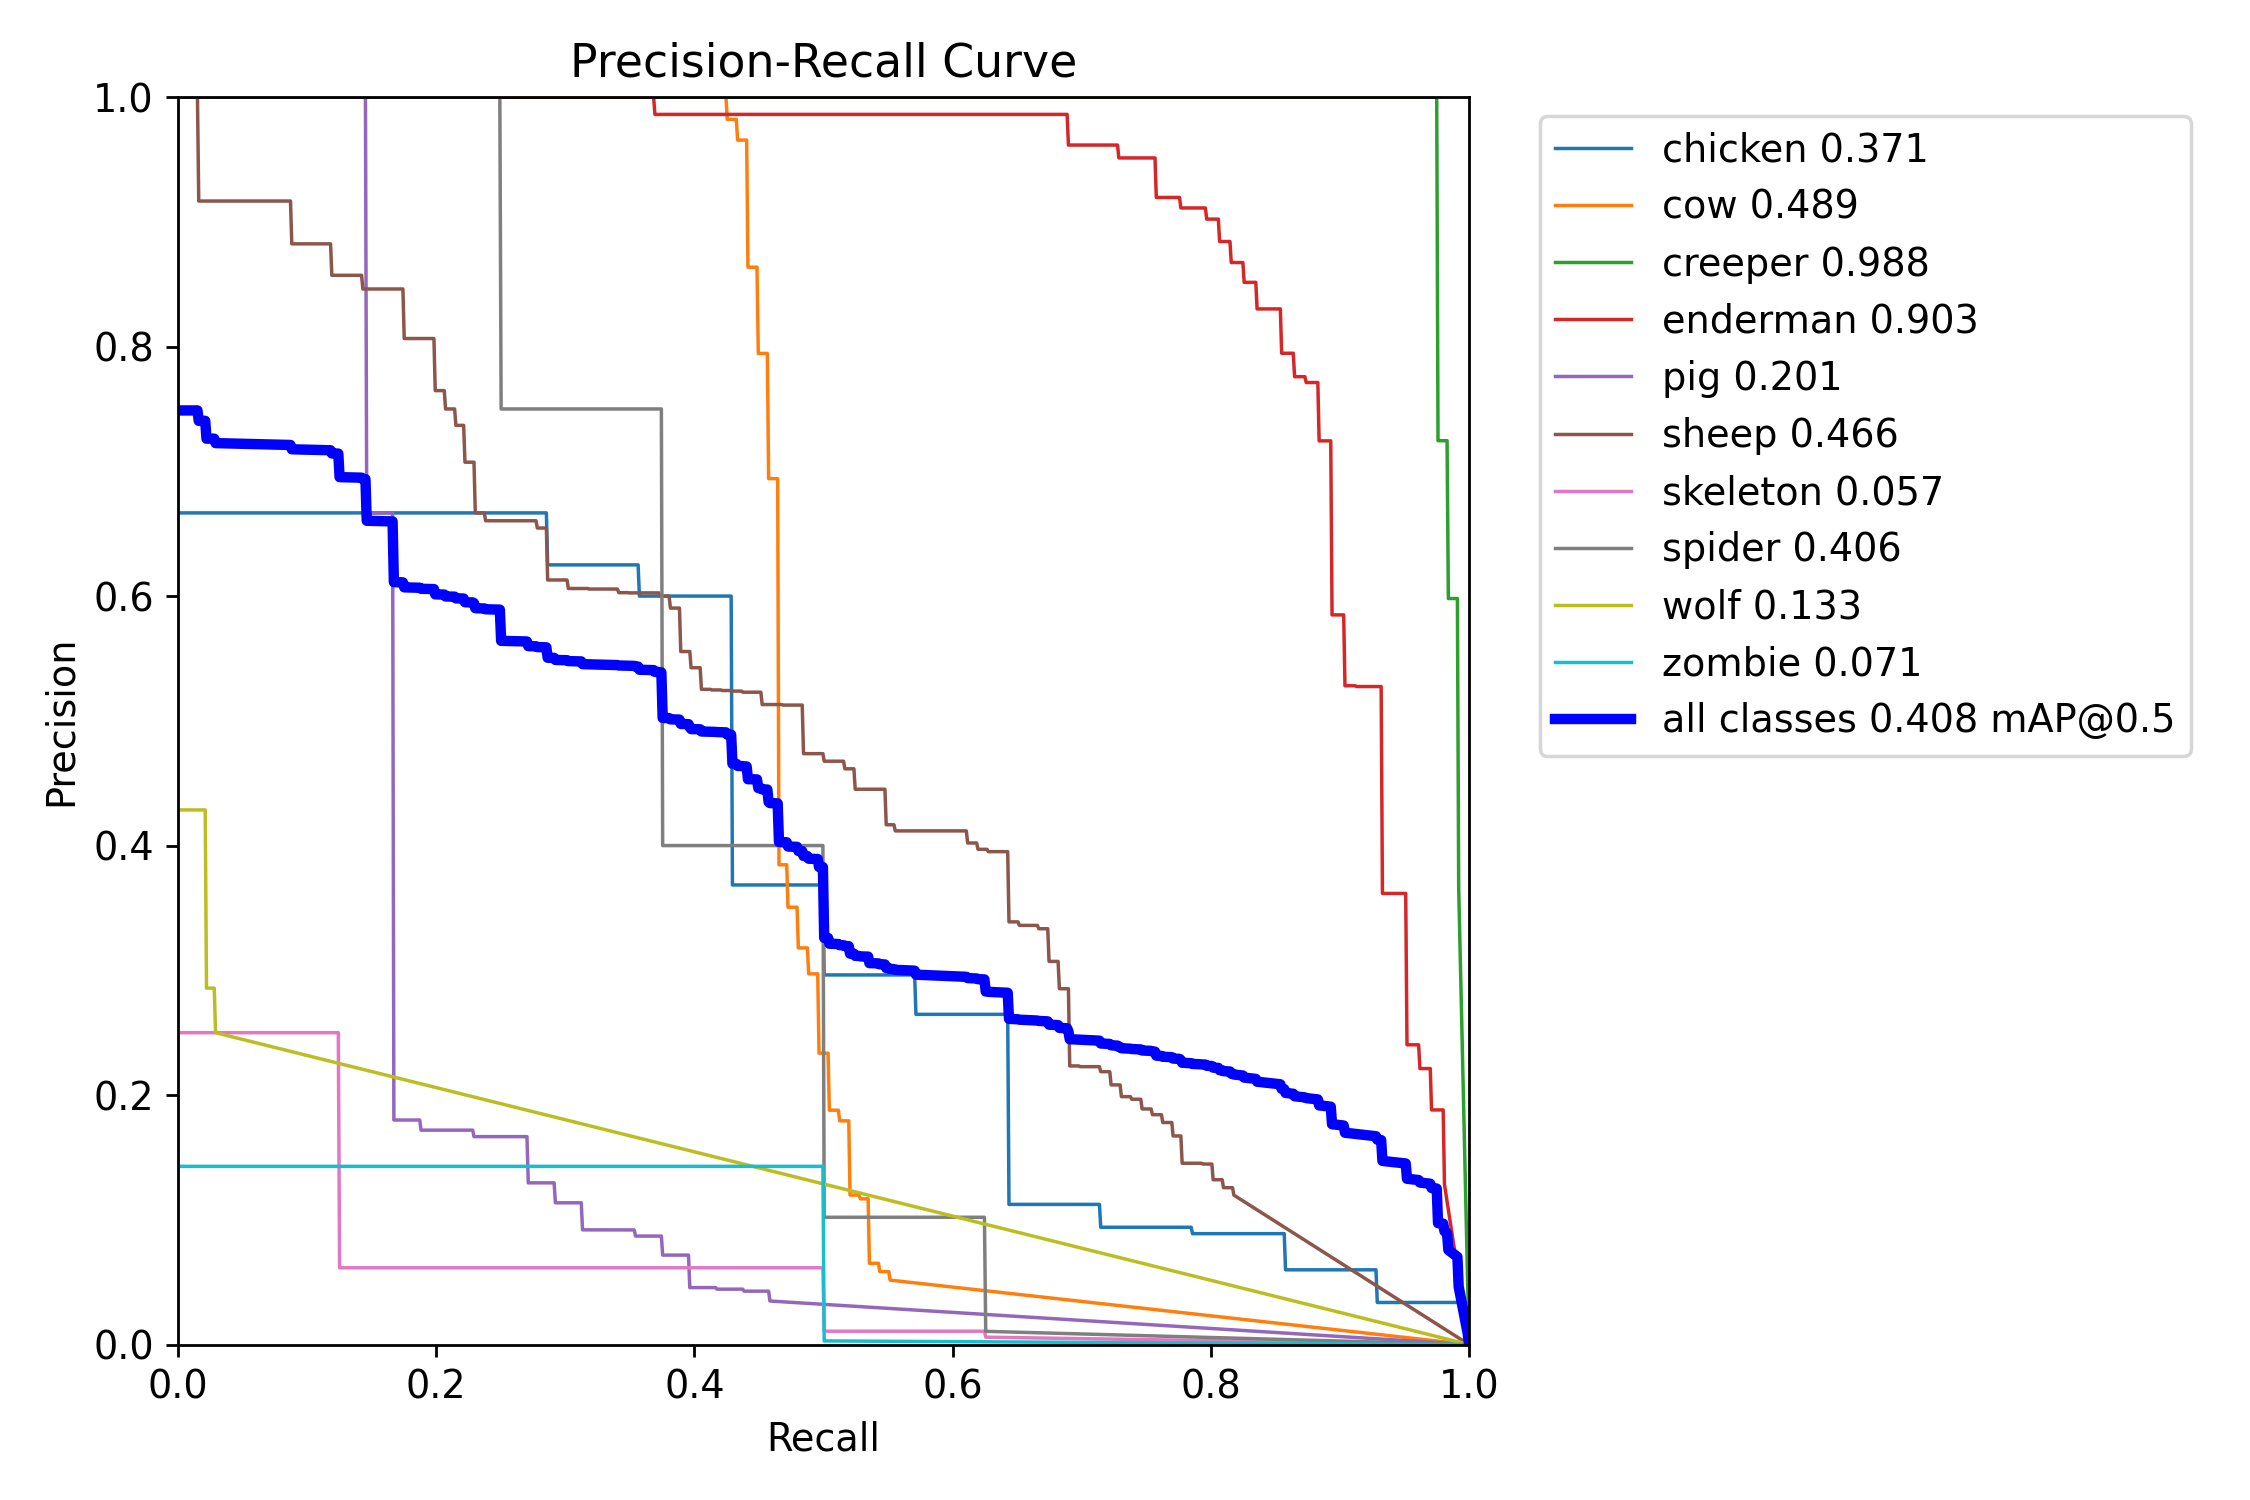 Precision-Recall Curve
1.0
0.8
0.6
0.4
0.2
0.0
Precision
0.0 0.2 0.4 0.6 0.8 1.0
Recall
chicken 0.371
cow 0.489
creeper 0.988
enderman 0.903
pig 0.201
sheep 0.466
skeleton 0.057
spider 0.406
wolf 0.133
zombie 0.071
all classes 0.408 mAP@0.5